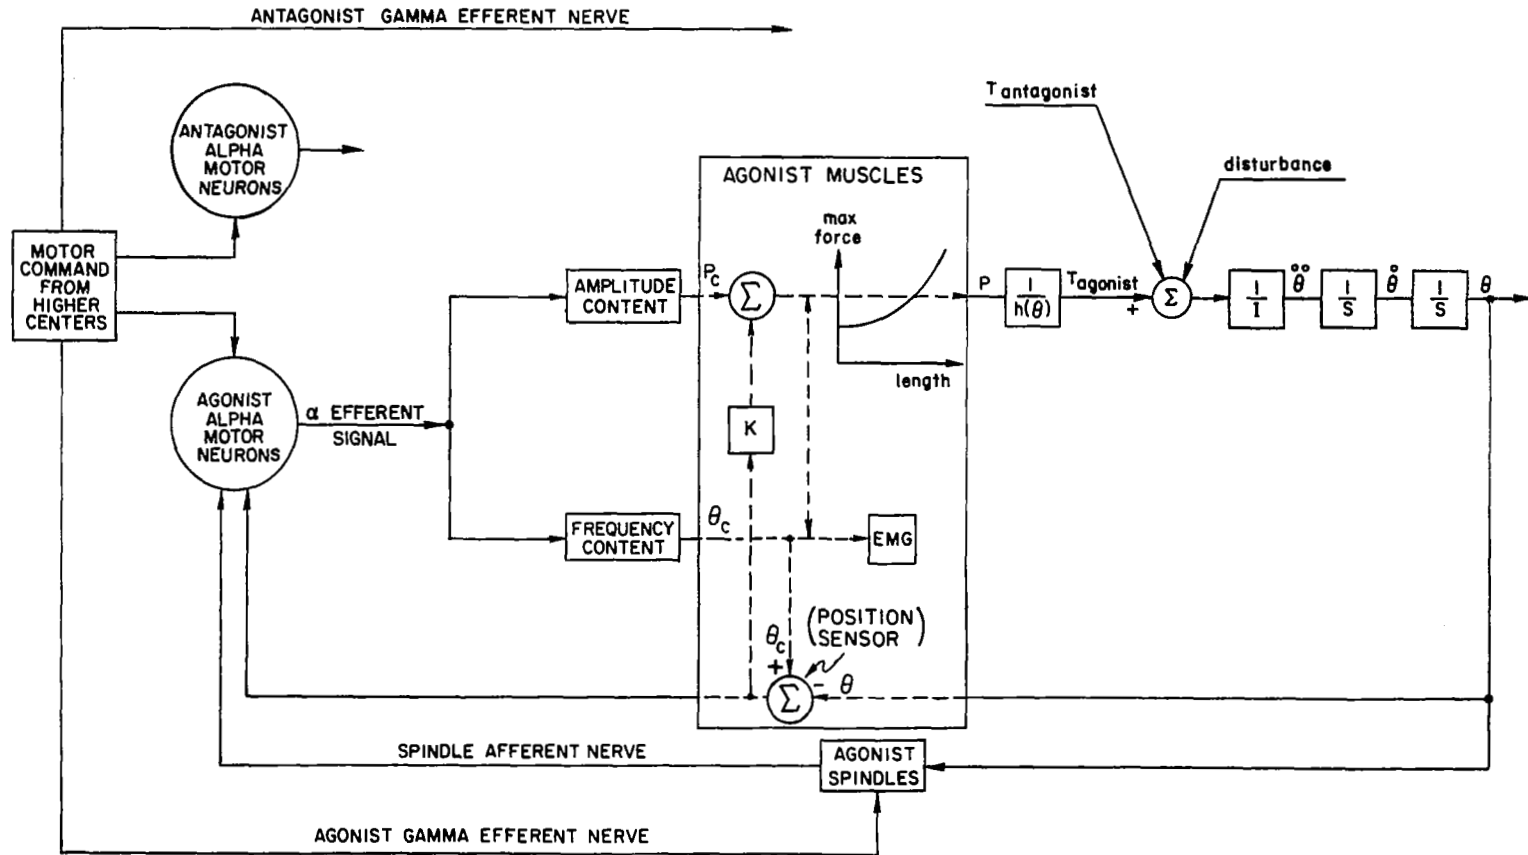 ANTAGONIST GAMMA EFFERENT NERVE
T antagonist
ANTAGONIST
ALPHA
MOTOR
NEURONS
AGONIST MUSCLES
disturbance
max
force
MOTOR
COMMAND
FROM
HIGHER
CENTERS
AMPLITUDE
CONTENT
Pc
Σ
P
1
h(θ)
Tagonist
+
Σ
1
I
θ̈
1
S
θ̇
1
S
θ
length
AGONIST
ALPHA
MOTOR
NEURONS
α EFFERENT
SIGNAL
K
FREQUENCY
CONTENT
θc
EMG
(POSITION
SENSOR)
θc
+
Σ
- θ
SPINDLE AFFERENT NERVE
AGONIST
SPINDLES
AGONIST GAMMA EFFERENT NERVE